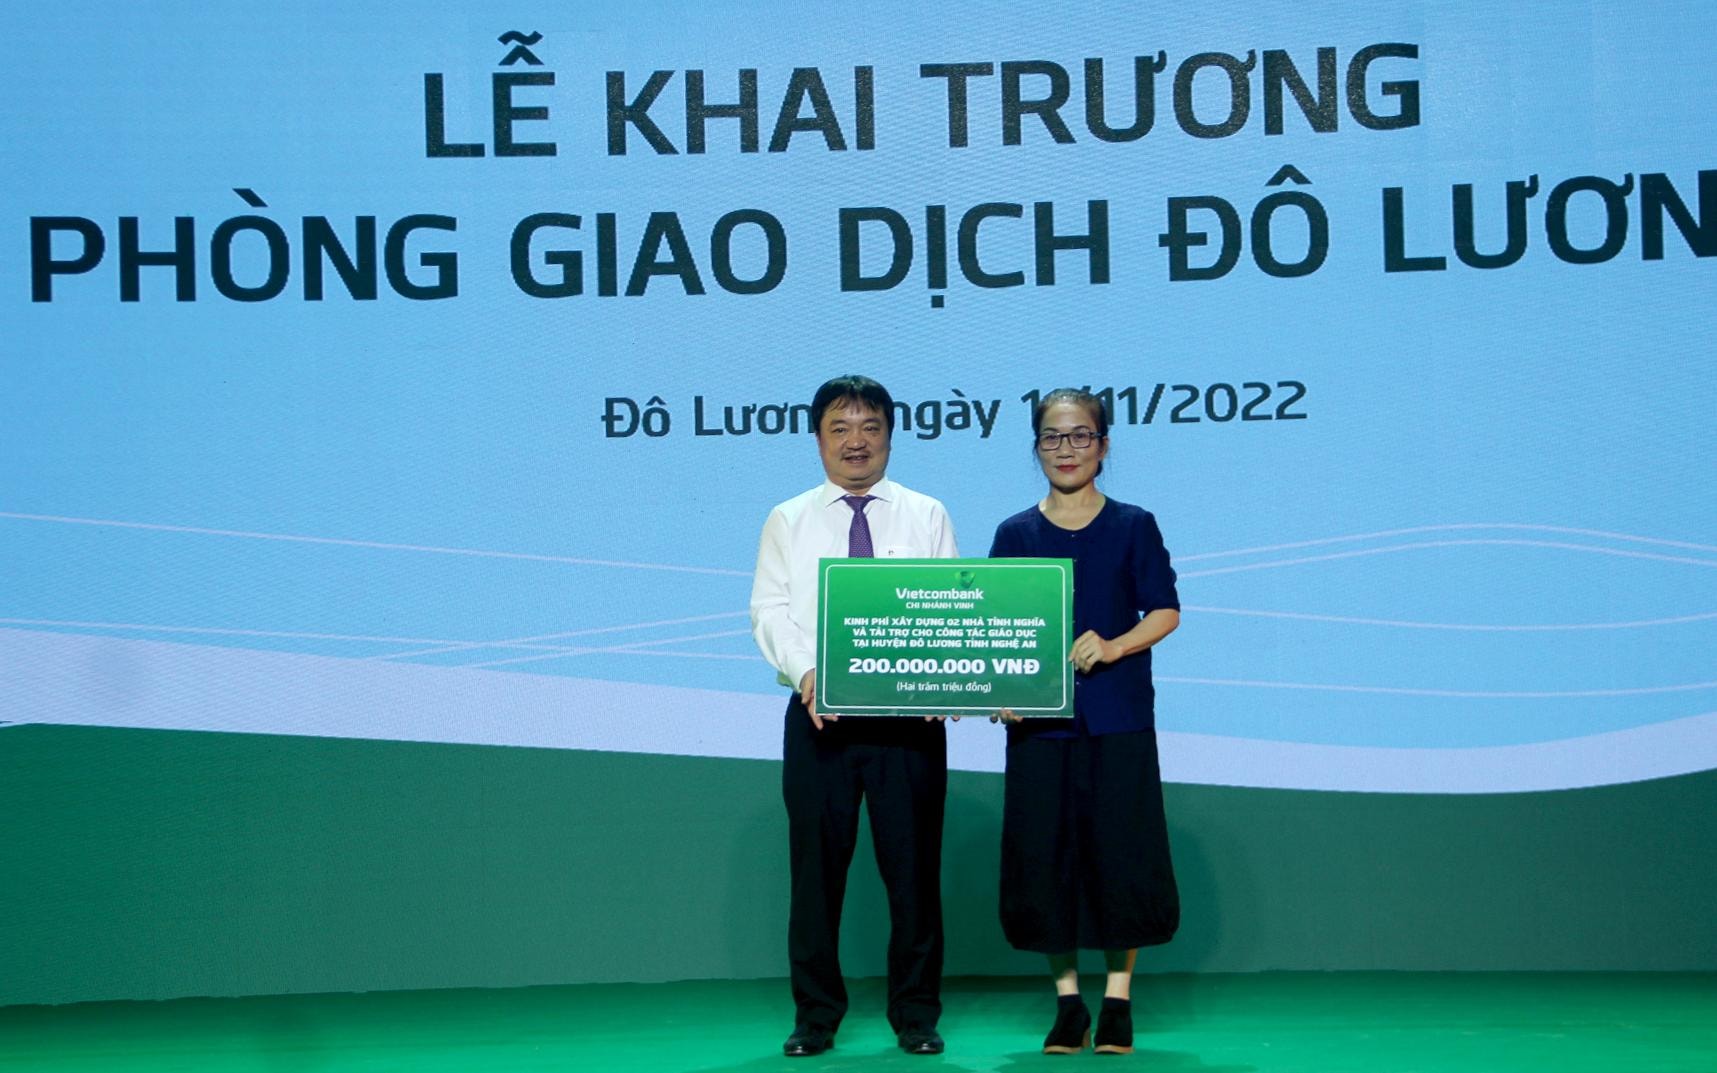 LỄ KHAI TRƯƠNG
PHÒNG GIAO DỊCH ĐÔ LƯƠN
Đô Lươn ngày 11/11/2022
Vietcombank
CHI NHÁNH VINH
KINH PHÍ XÂY DỰNG 02 NHÀ TÌNH NGHĨA
VÀ TÀI TRỢ CHO CÔNG TÁC GIÁO DỤC
TẠI HUYỆN ĐÔ LƯƠNG TỈNH NGHỆ AN
200.000.000 VNĐ
(Hai trăm triệu đồng)